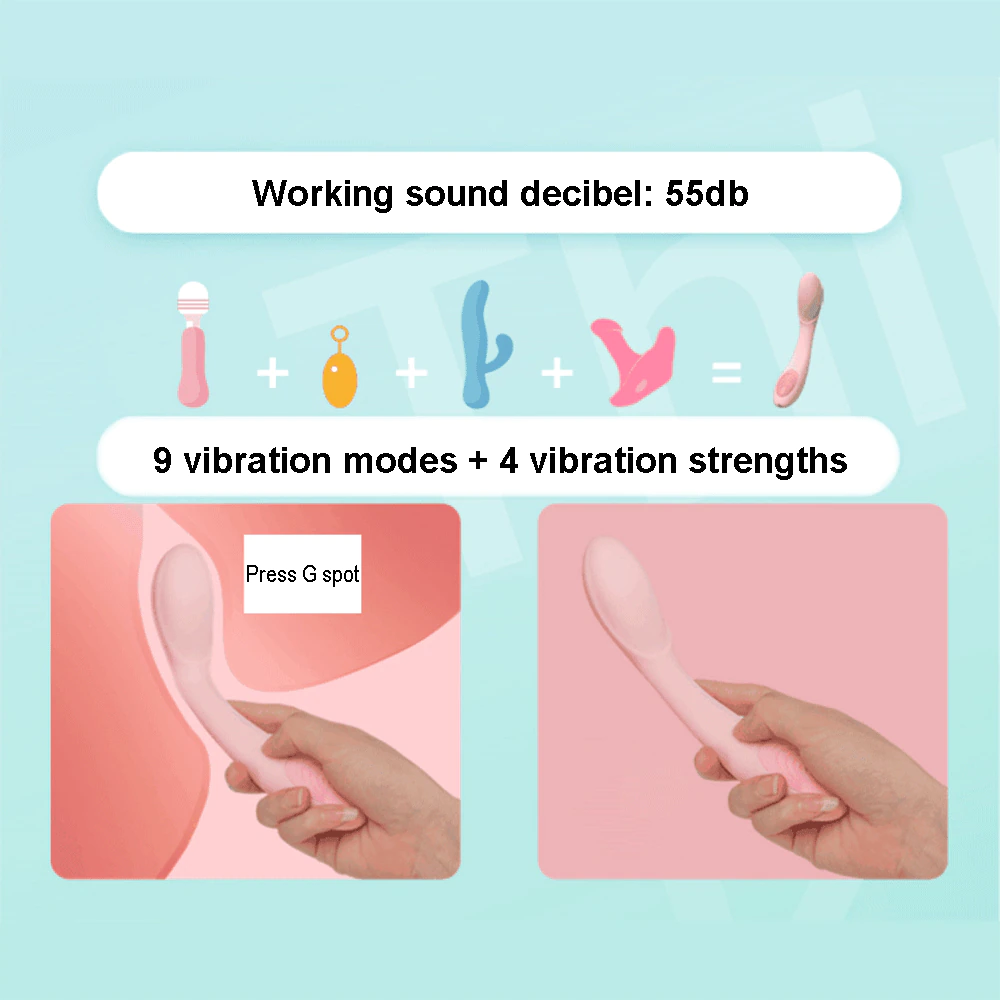 Working sound decibel: 55db
+ + + =
9 vibration modes + 4 vibration strengths
Press G spot